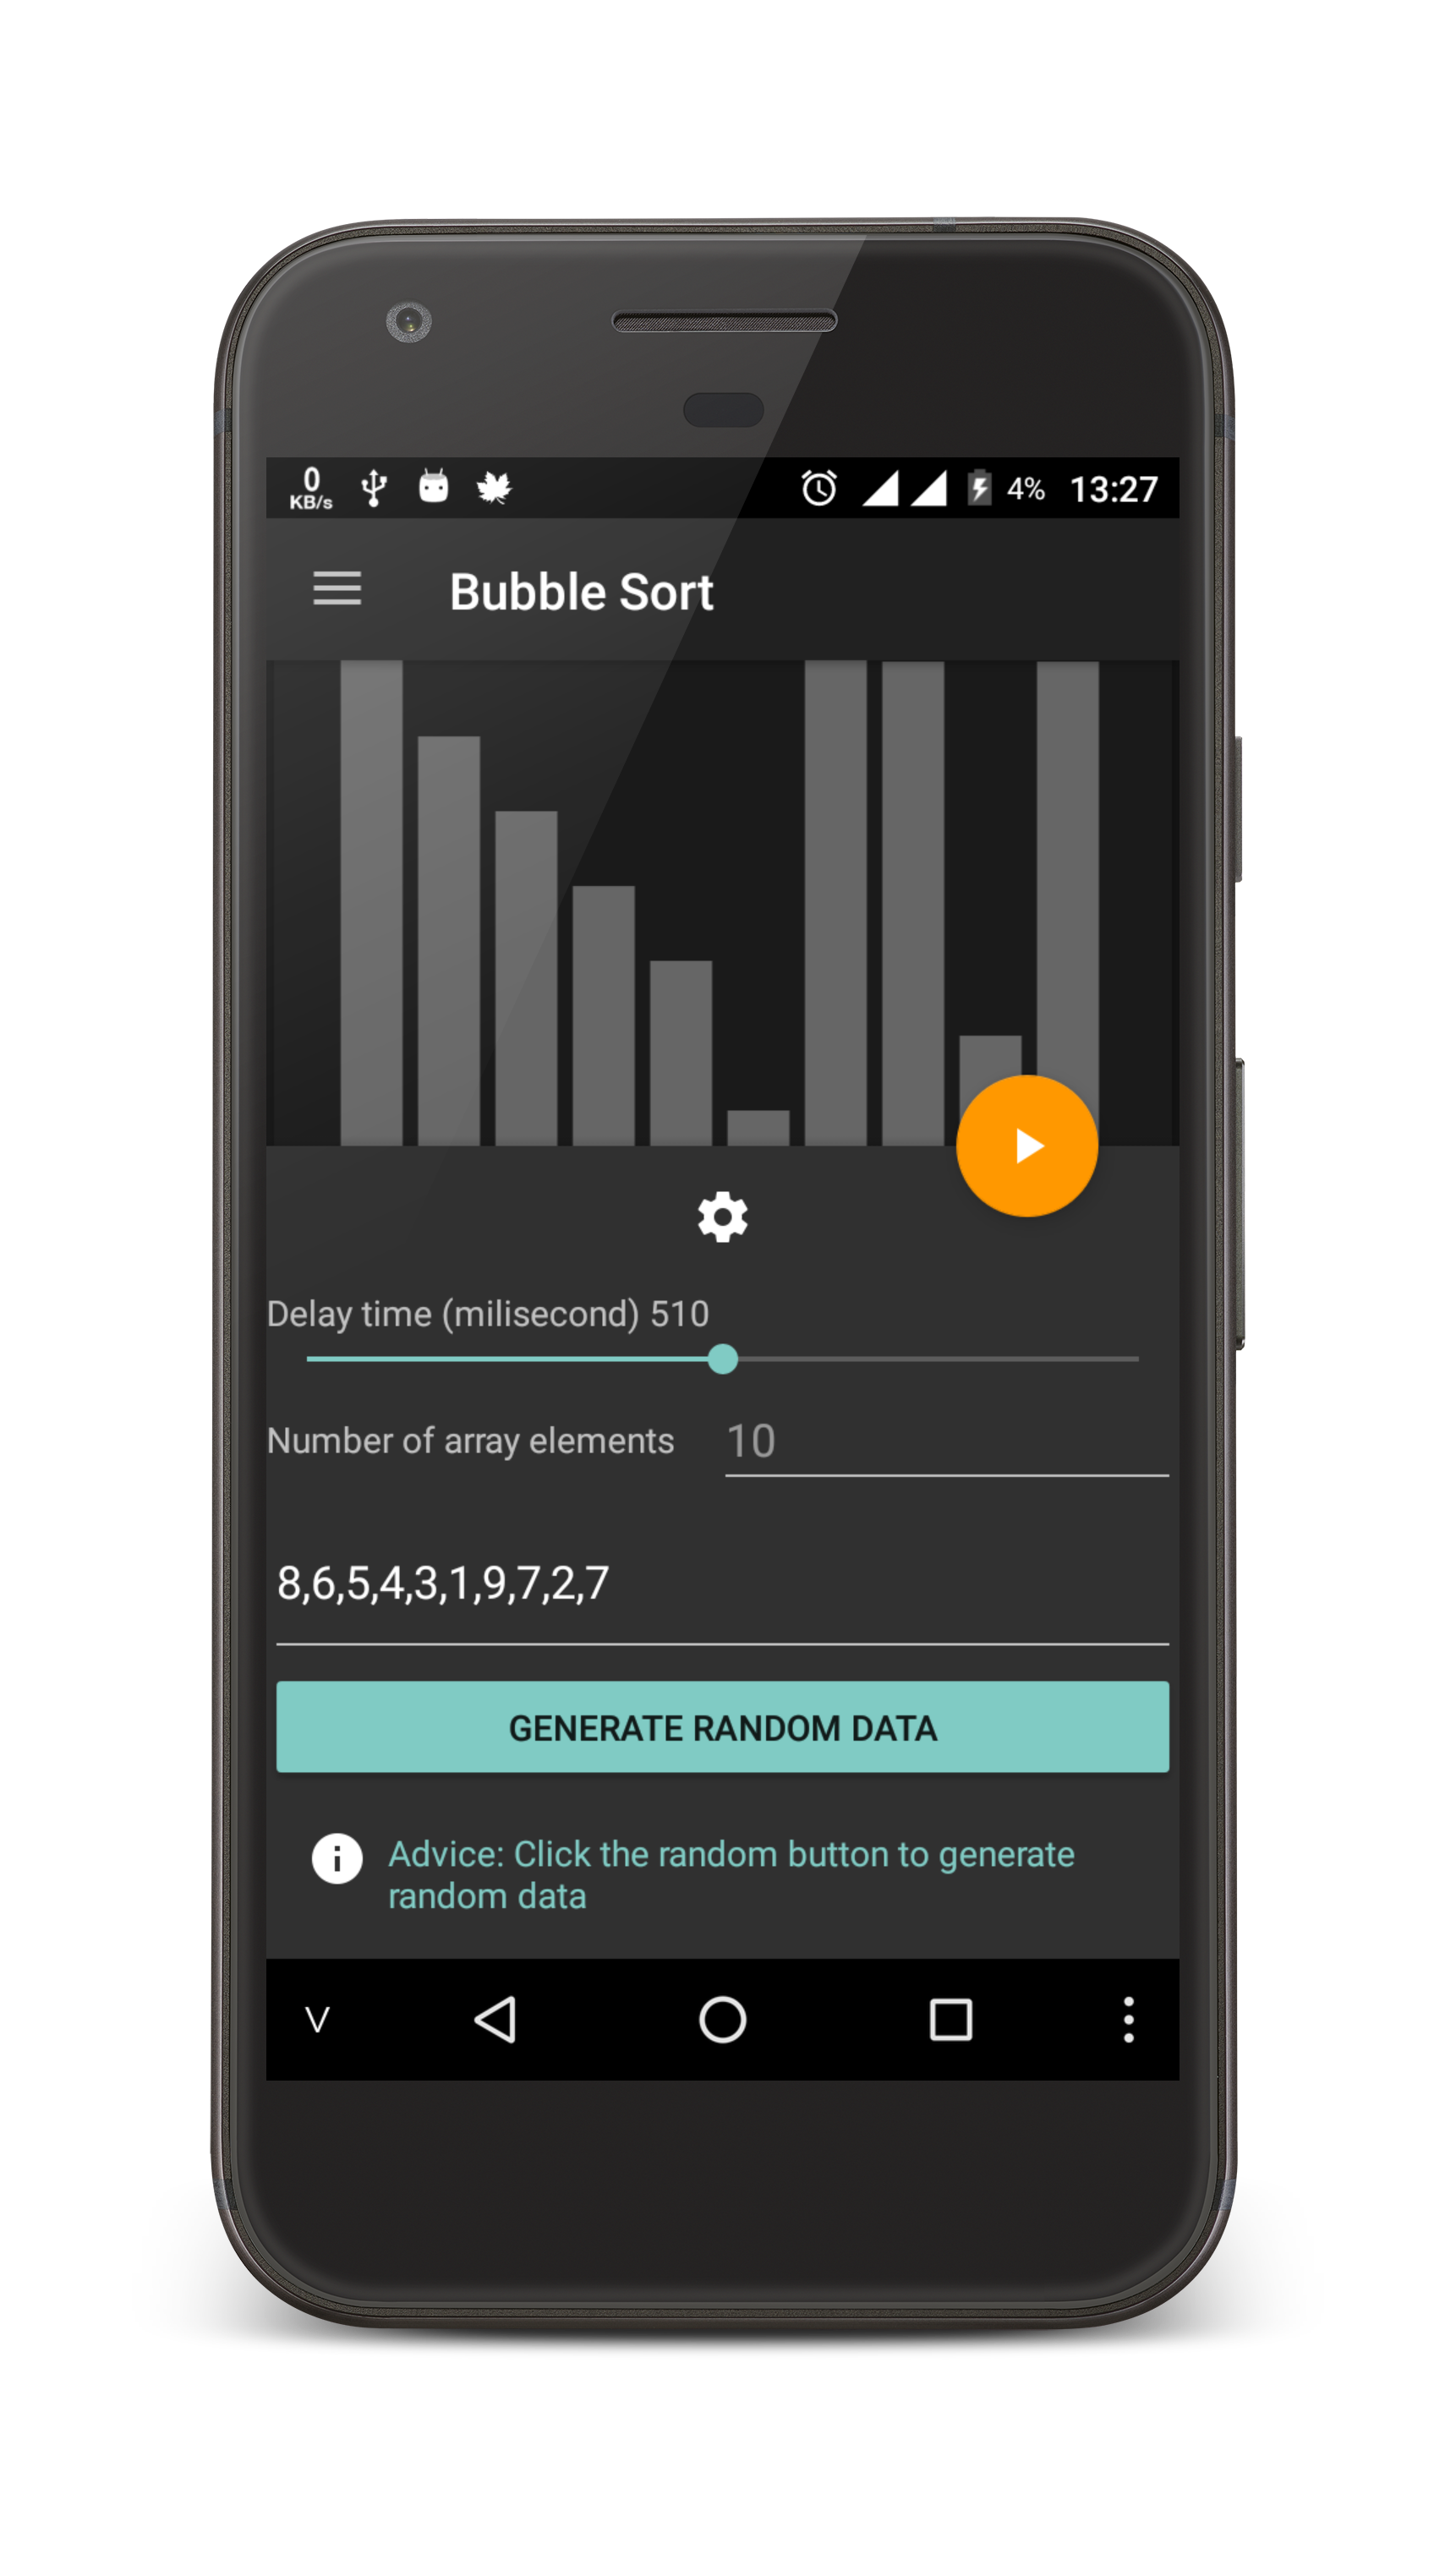 0
KB/s
4% 13:27
Bubble Sort
Delay time (milisecond) 510
Number of array elements 10
8,6,5,4,3,1,9,7,2,7
GENERATE RANDOM DATA
Advice: Click the random button to generate
random data